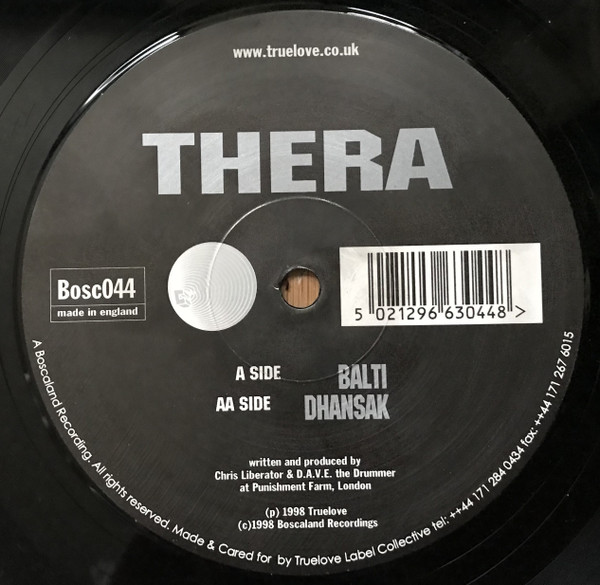 www.truelove.co.uk
THERA
Bosc044
made in england
5 021296 630448 >
A SIDE BALTI
AA SIDE DHANSAK
written and produced by
Chris Liberator & D.A.V.E. the Drummer
at Punishment Farm, London
(p) 1998 Truelove
(c)1998 Boscaland Recordings
A Boscaland Recording. All rights reserved. Made & Cared for by Truelove Label Collective tel: ++44 171 284 0434 fax: ++44 171 267 6015